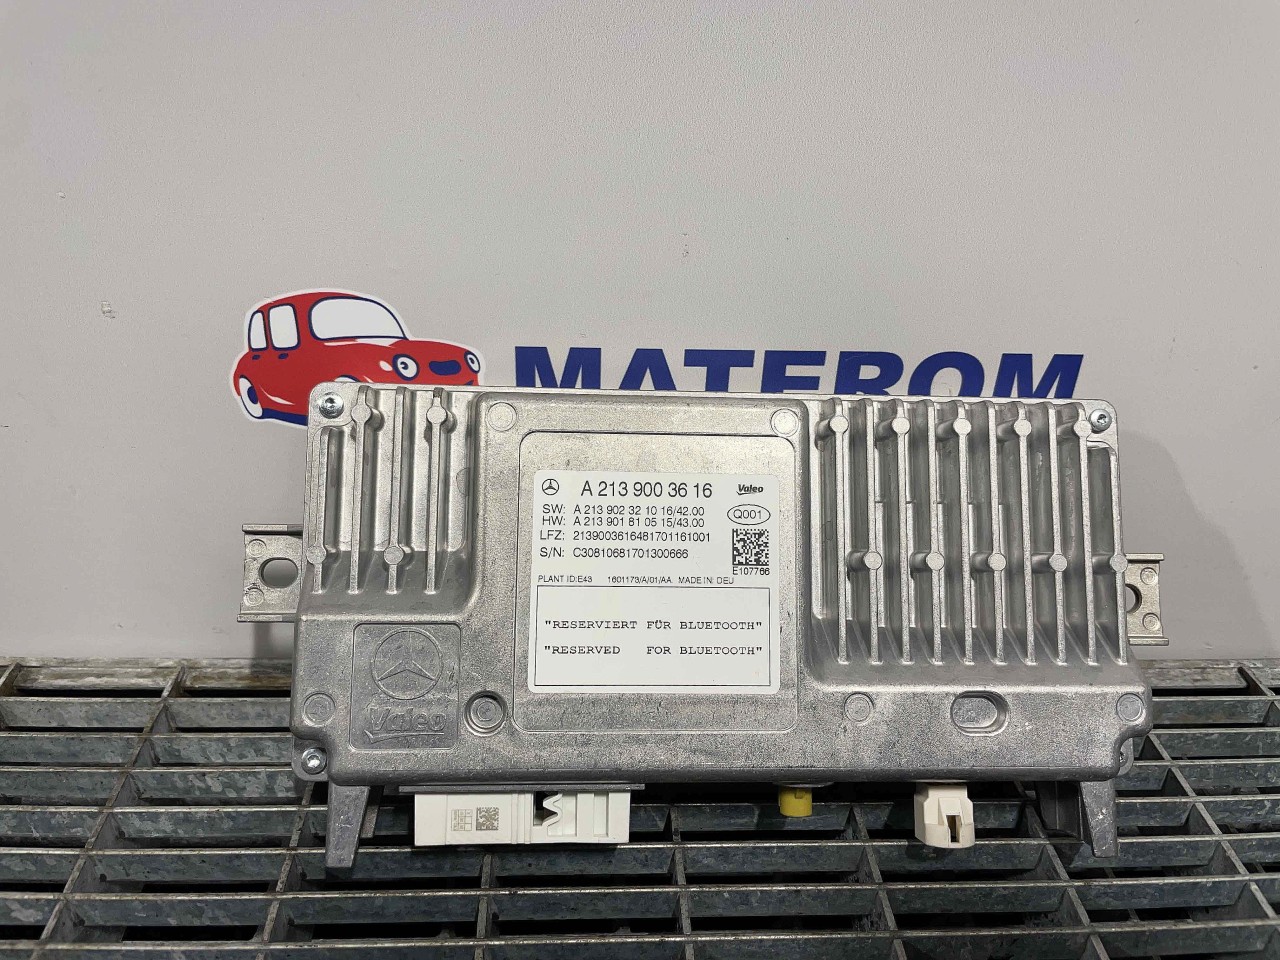 MATEROM
A 213 900 36 16 Valeo
SW: A 213 902 32 10 16/42.00
HW: A 213 901 81 05 15/43.00 Q001
LFZ: 2139003616481701161001
S/N: C308106817013OO666
E107766
PLANT ID:E43 1601173/A/01/AA MADE IN: DEU
"RESERVIERT FÜR BLUETOOTH"
"RESERVED FOR BLUETOOTH"
Valeo